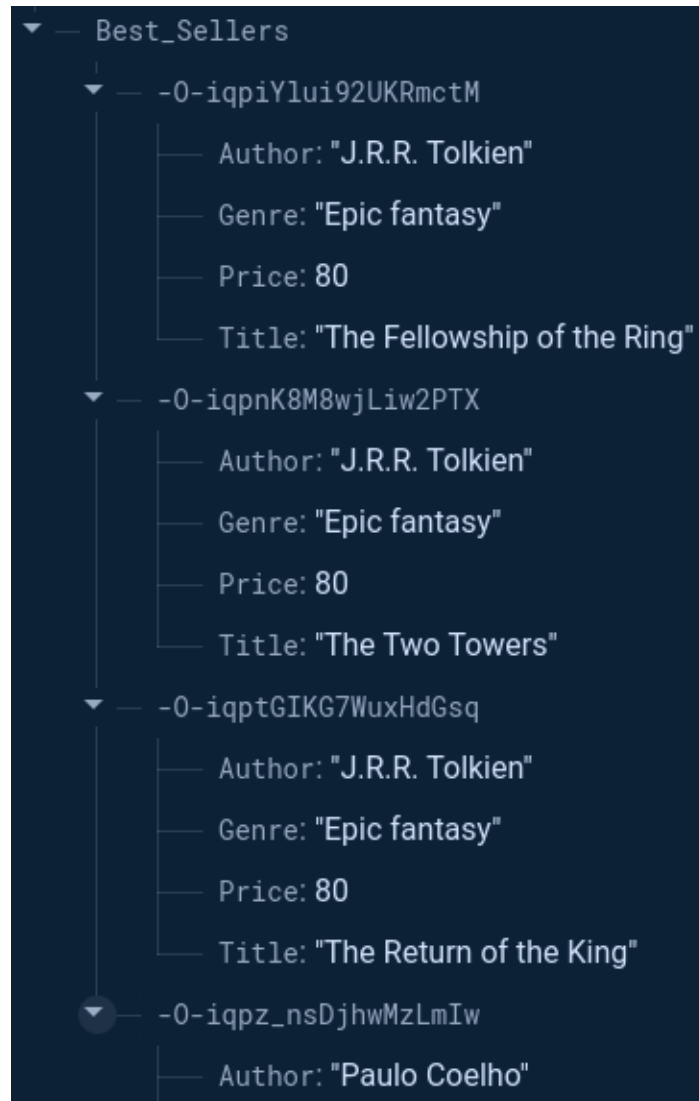 Best_Sellers
-O-iqpiYlui92UKRmctM
Author: "J.R.R. Tolkien"
Genre: "Epic fantasy"
Price: 80
Title: "The Fellowship of the Ring"
-O-iqpnK8M8wjLiw2PTX
Author: "J.R.R. Tolkien"
Genre: "Epic fantasy"
Price: 80
Title: "The Two Towers"
-O-iqptGIKG7WuxHdGsq
Author: "J.R.R. Tolkien"
Genre: "Epic fantasy"
Price: 80
Title: "The Return of the King"
-O-iqpz_nsDjhwMzLmIw
Author: "Paulo Coelho"